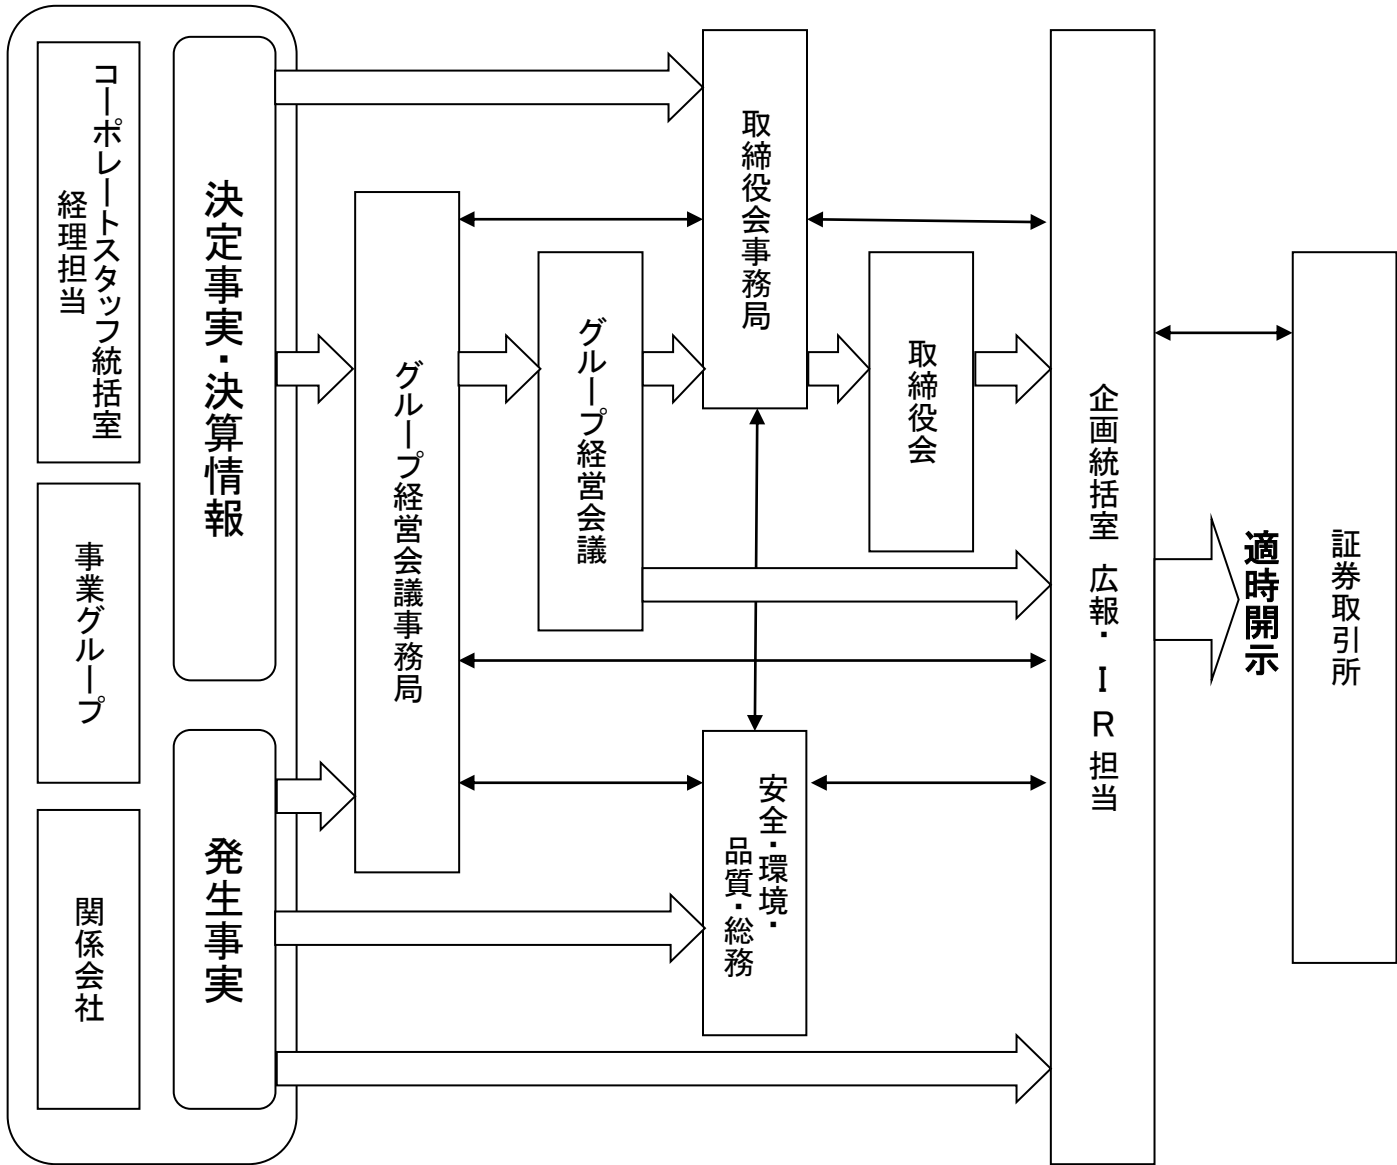 コーポレートスタッフ統括室
経理担当
事業グループ
関係会社
決定事実・決算情報
発生事実
グループ経営会議事務局
グループ経営会議
取締役会事務局
安全・環境・
品質・総務
取締役会
企画統括室 広報・ＩＲ担当
適時開示
証券取引所